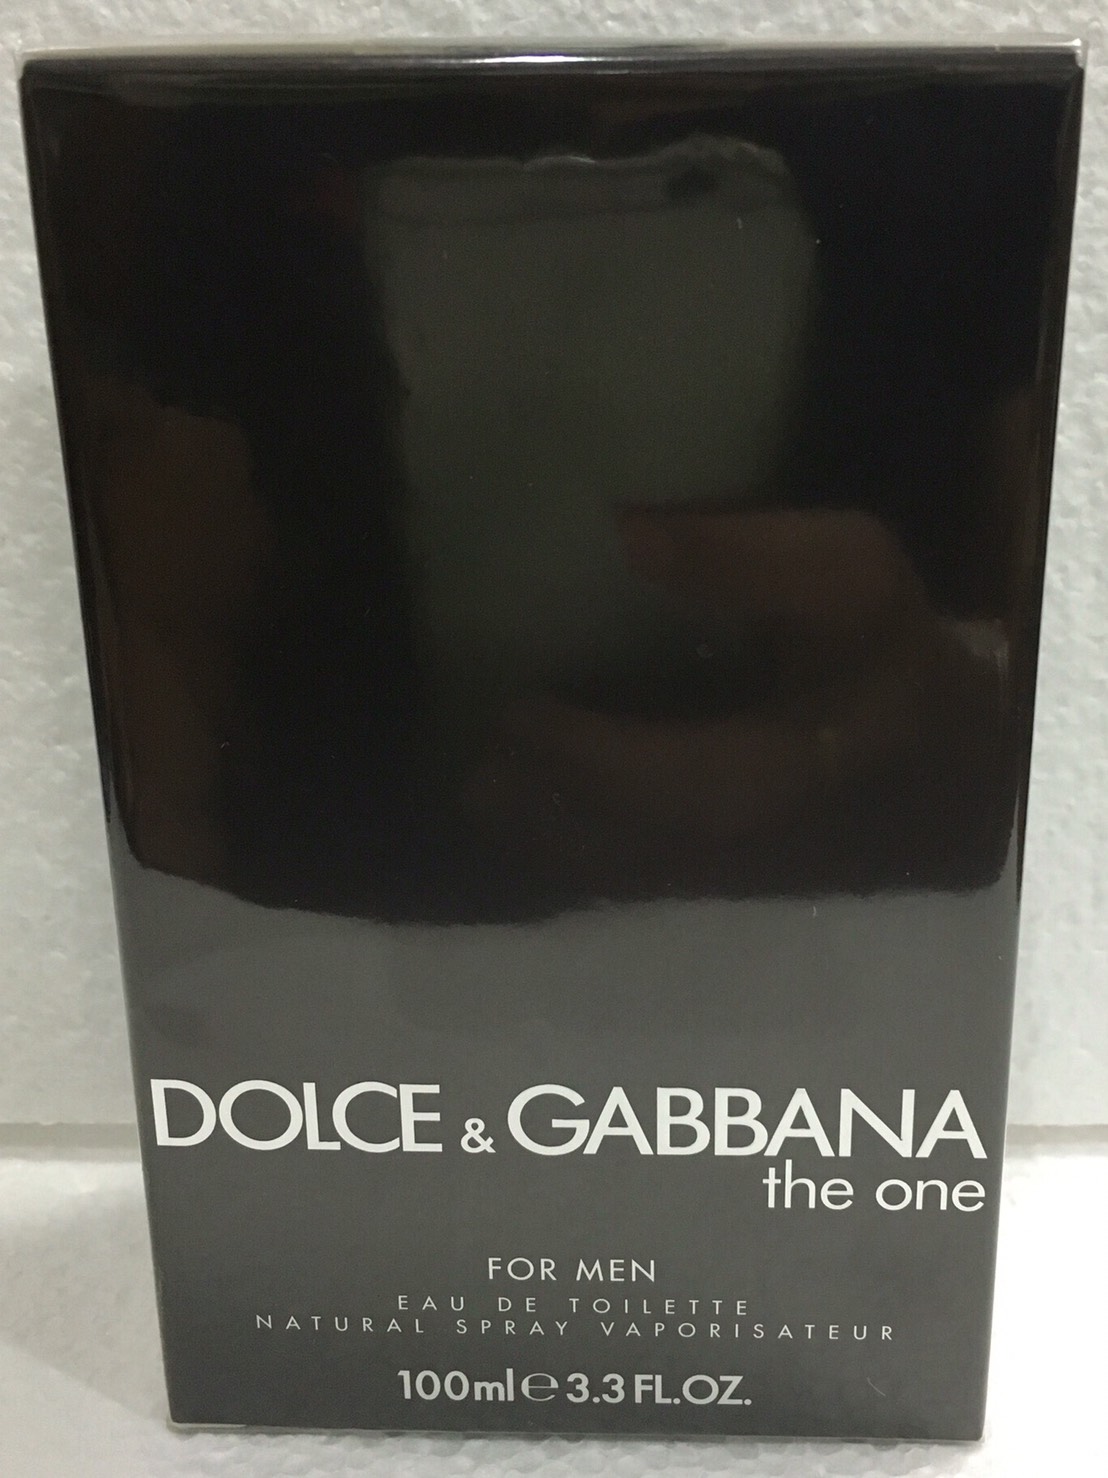 DOLCE & GABBANA
the one
FOR MEN
EAU DE TOILETTE
NATURAL SPRAY VAPORISATEUR
100ml e 3.3 FL.OZ.